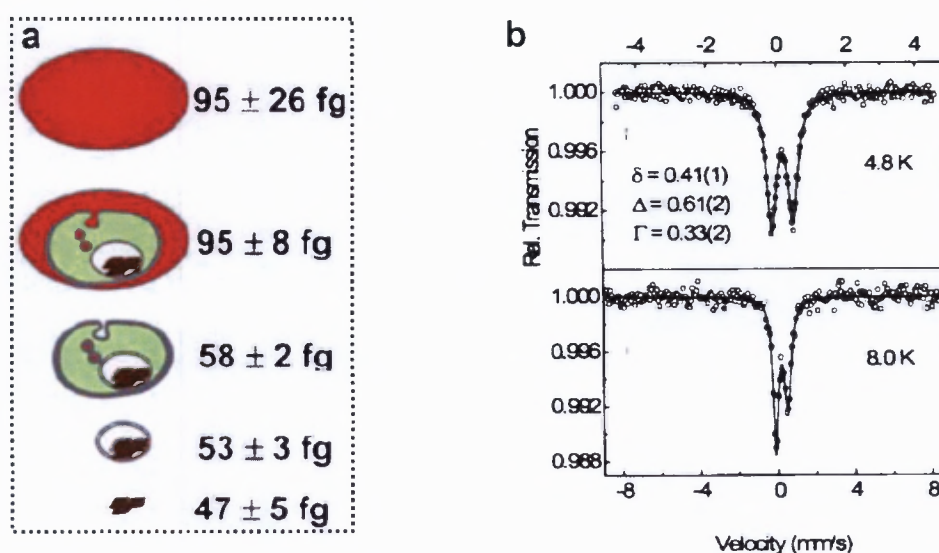 a
95 ± 26 fg
95 ± 8 fg
58 ± 2 fg
53 ± 3 fg
47 ± 5 fg
b
-4 -2 0 2 4
1.000
0.996
0.992
Rel. Transmission
4.8 K
δ = 0.41(1)
Δ = 0.61(2)
Γ = 0.33(2)
1.000
0.996
0.992
0.988
8.0 K
-8 -4 0 4 8
Velocity (mm/s)